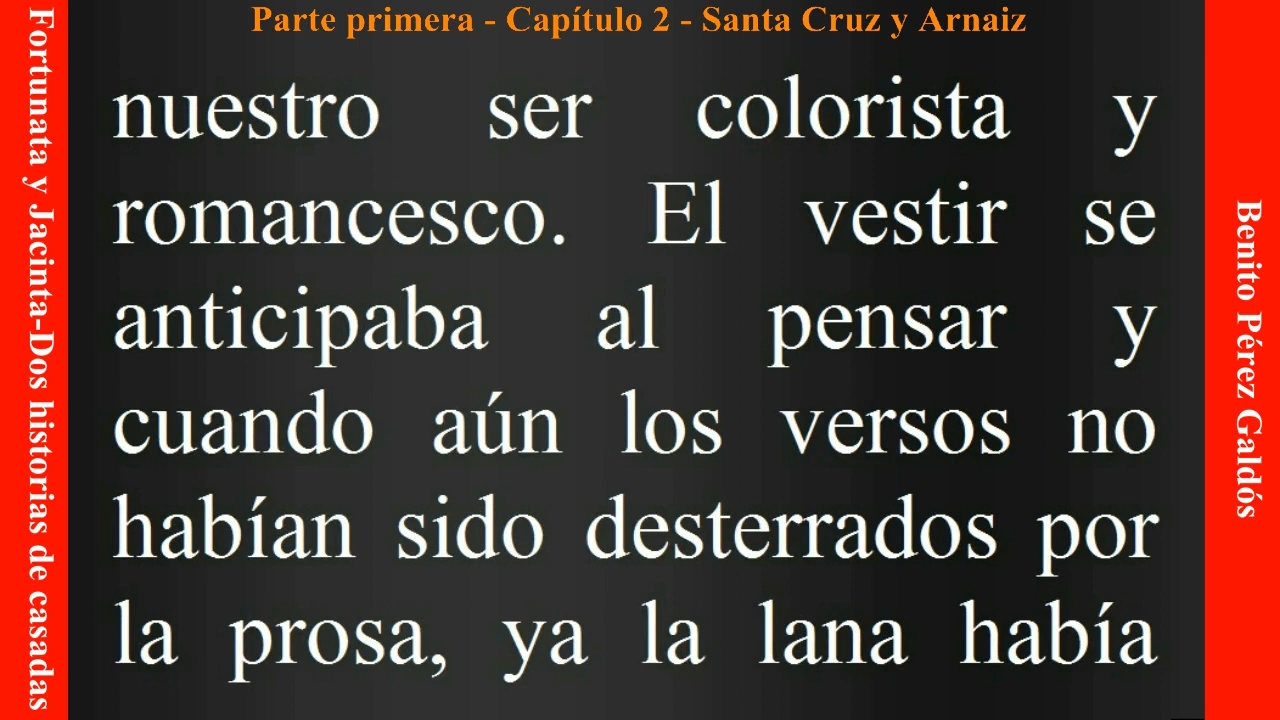 Parte primera - Capítulo 2 - Santa Cruz y Arnaiz
Fortunata y Jacinta-Dos historias de casadas
nuestro ser colorista y
romancesco. El vestir se
anticipaba al pensar y
cuando aún los versos no
habían sido desterrados por
la prosa, ya la lana había
Benito Pérez Galdós